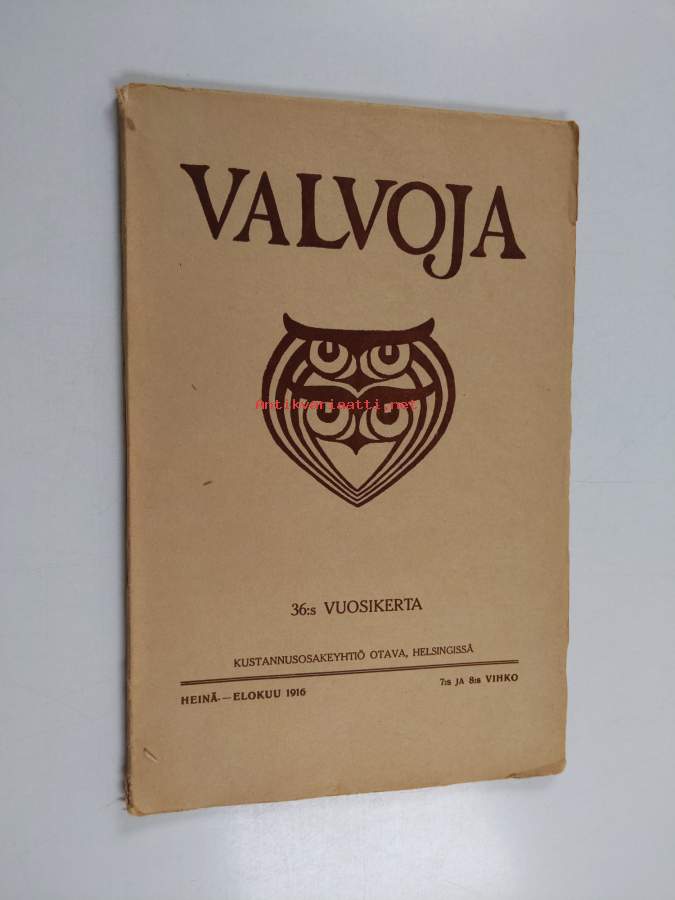 VALVOJA
antikvariaatti.net
36:s VUOSIKERTA
KUSTANNUSOSAKEYHTIÖ OTAVA, HELSINGISSÄ
HEINÄ-—ELOKUU 1916
7:s JA 8:s VIHKO